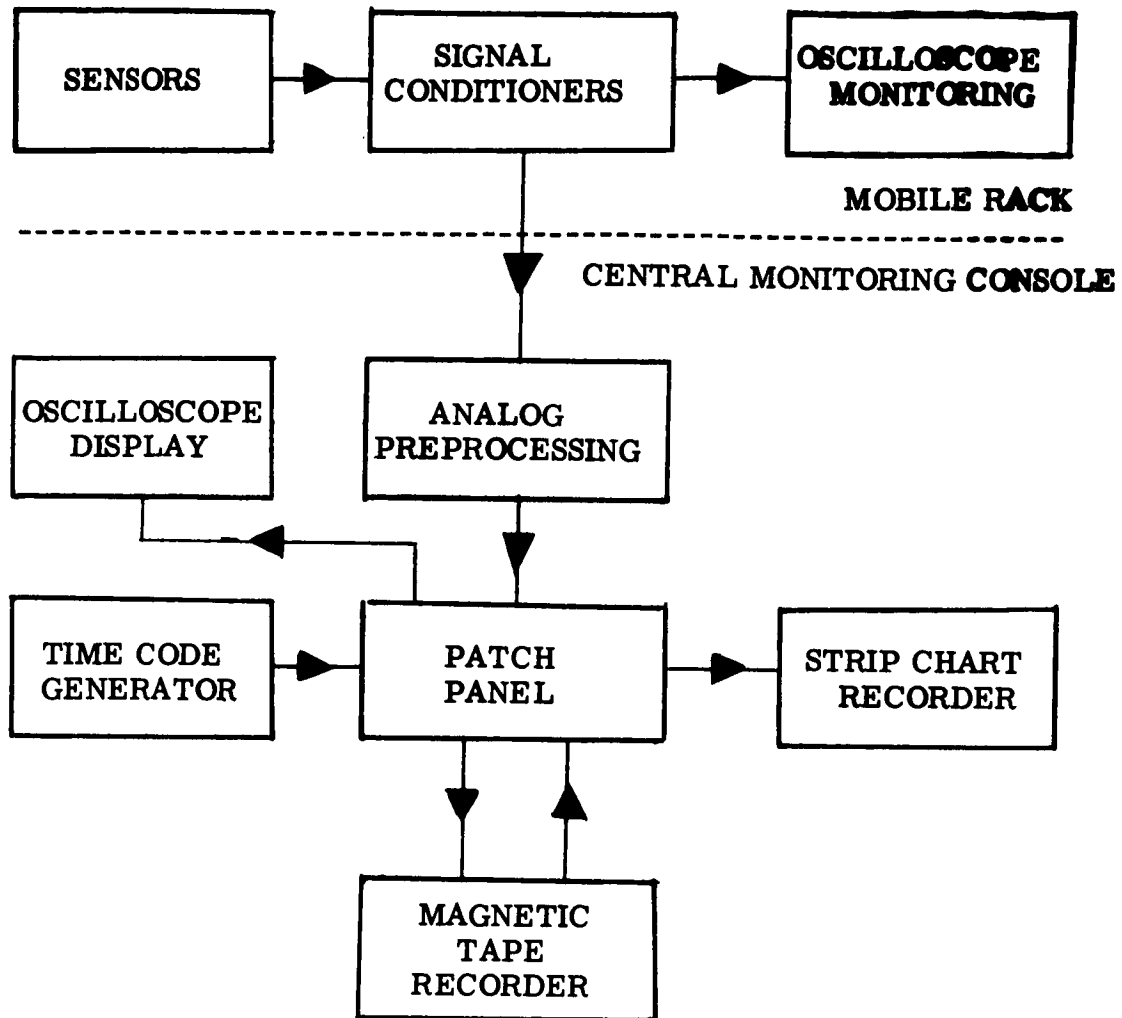 SENSORS
SIGNAL
CONDITIONERS
OSCILLOSCOPE
MONITORING
MOBILE RACK
CENTRAL MONITORING CONSOLE
OSCILLOSCOPE
DISPLAY
ANALOG
PREPROCESSING
TIME CODE
GENERATOR
PATCH
PANEL
STRIP CHART
RECORDER
MAGNETIC
TAPE
RECORDER